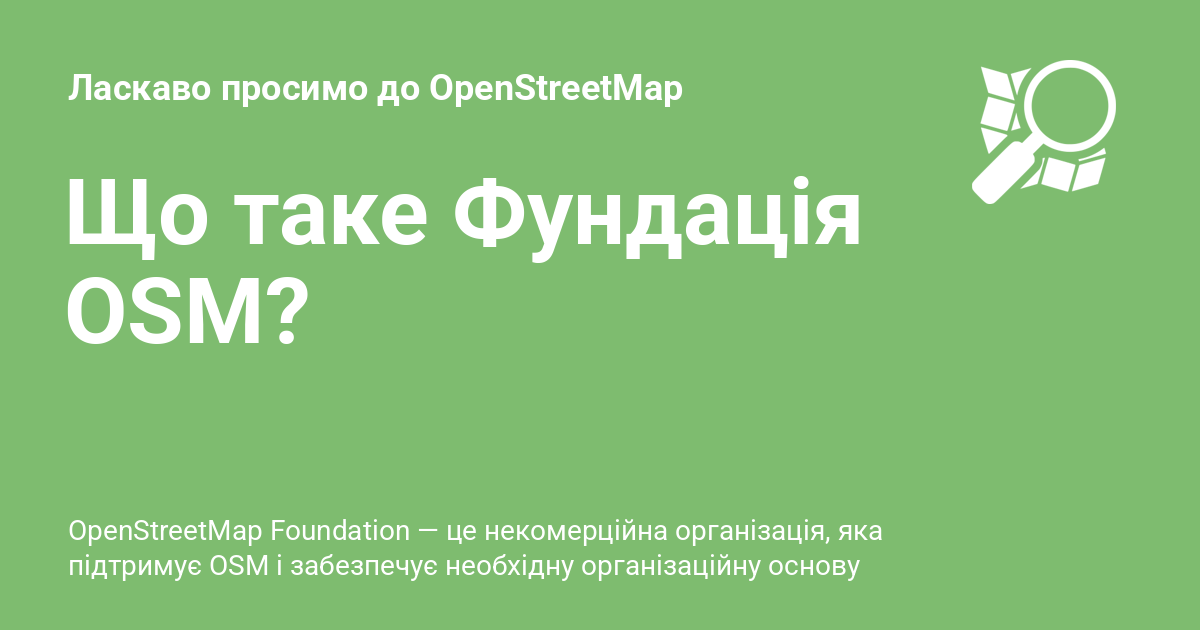 Ласкаво просимо до OpenStreetMap
Що таке Фундація
OSM?
OpenStreetMap Foundation — це некомерційна організація, яка
підтримує OSM і забезпечує необхідну організаційну основу